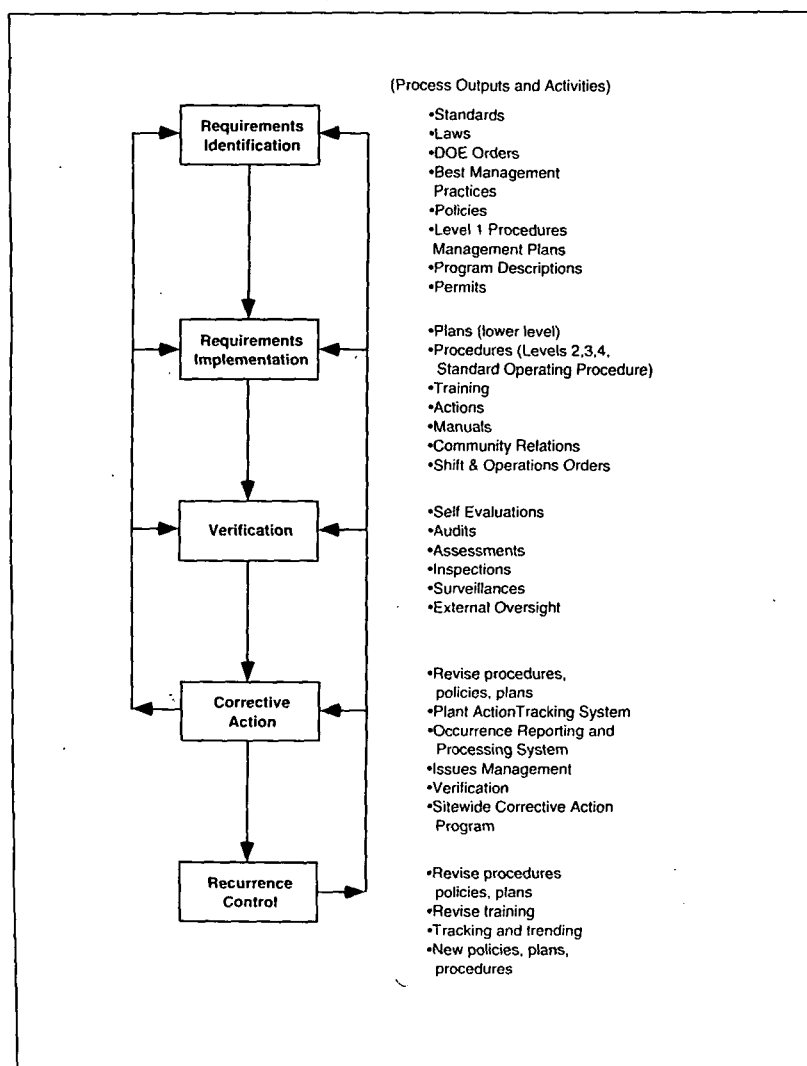 (Process Outputs and Activities)
Requirements
Identification
•Standards
•Laws
•DOE Orders
•Best Management
Practices
•Policies
•Level 1 Procedures
Management Plans
•Program Descriptions
•Permits
Requirements
Implementation
•Plans (lower level)
•Procedures (Levels 2,3,4,
Standard Operating Procedure)
•Training
•Actions
•Manuals
•Community Relations
•Shift & Operations Orders
Verification
•Self Evaluations
•Audits
•Assessments
•Inspections
•Surveillances
•External Oversight
Corrective
Action
•Revise procedures,
policies, plans
•Plant ActionTracking System
•Occurrence Reporting and
Processing System
•Issues Management
•Verification
•Sitewide Corrective Action
Program
Recurrence
Control
•Revise procedures
policies, plans
•Revise training
•Tracking and trending
•New policies, plans,
procedures